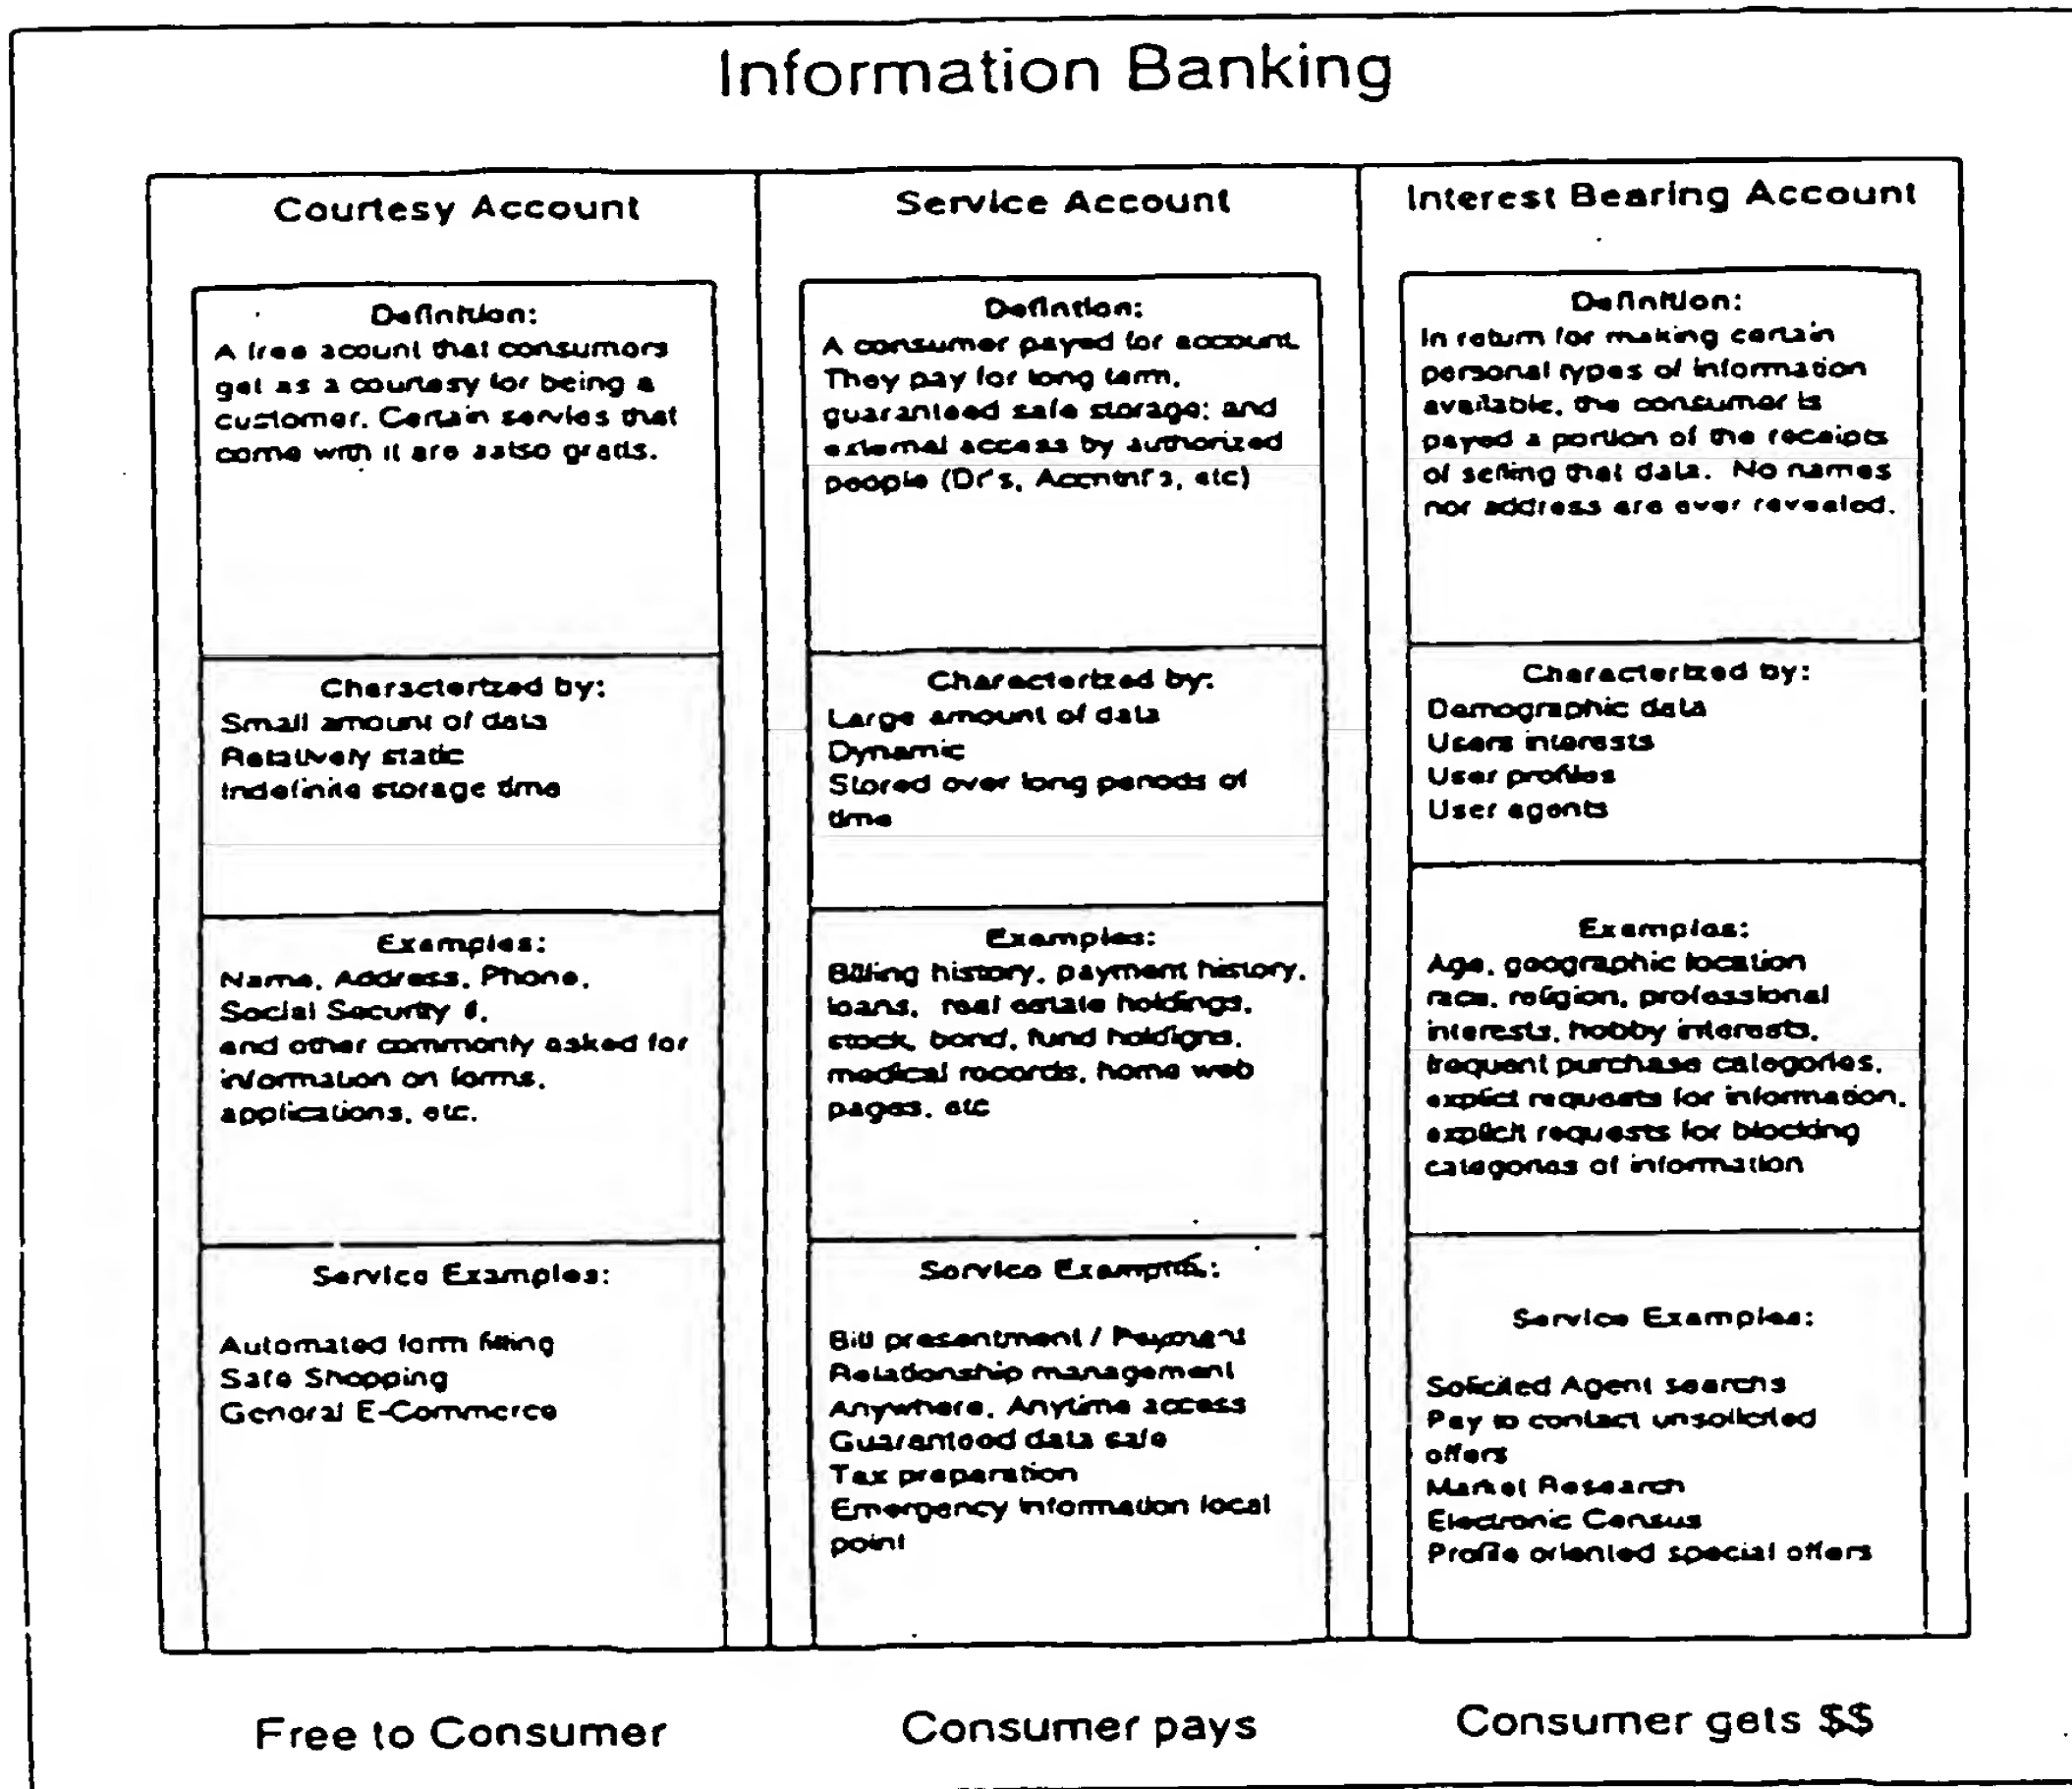 Information Banking
Courtesy Account
Definition:
A free acount that consumers
get as a courtesy for being a
customer. Certain servies that
come with it are aatso gratis.
Characterized by:
Small amount of data
Relatively static
Indefinite storage time
Examples:
Name, Address, Phone,
Social Security #,
and other commonly asked for
information on forms,
applications, etc.
Service Examples:
Automated form filling
Safe Shopping
General E-Commerce
Free to Consumer
Service Account
Defintion:
A consumer payed for account.
They pay for long term,
guaranteed safe storage; and
external access by authorized
people (Dr's, Accntnt's, etc)
Characterized by:
Large amount of data
Dynamic
Stored over long periods of
time
Examples:
Billing history, payment history,
loans, real estate holdings,
stock, bond, fund holdigns,
medical records, home web
pages, etc
Service Examples:
Bill presentment / Payment
Relationship management
Anywhere, Anytime access
Guaranteed data safe
Tax preparation
Emergency information local
point
Consumer pays
Interest Bearing Account
Definition:
In return for making certain
personal types of information
available, the consumer is
payed a portion of the receipts
of selling that data. No names
nor address are ever revealed.
Characterized by:
Demographic data
Users interests
User profiles
User agents
Examples:
Age, geographic location
race, religion, professional
interests, hobby interests,
frequent purchase categories,
explict requests for information,
explicit requests for blocking
categories of information
Service Examples:
Solicited Agent searchs
Pay to contact unsolicited
offers
Market Research
Electronic Census
Profile oriented special offers
Consumer gets $$